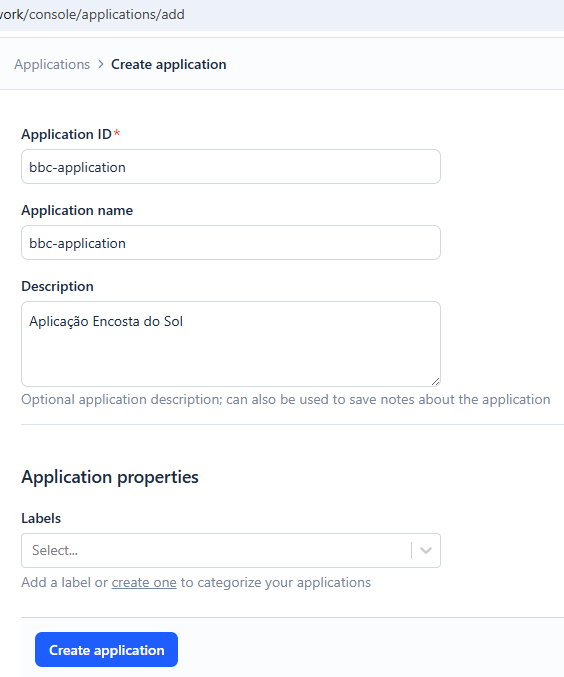 work/console/applications/add
Applications > Create application
Application ID*
bbc-application
Application name
bbc-application
Description
Aplicação Encosta do Sol
Optional application description; can also be used to save notes about the application
Application properties
Labels
Select...
Add a label or create one to categorize your applications
Create application